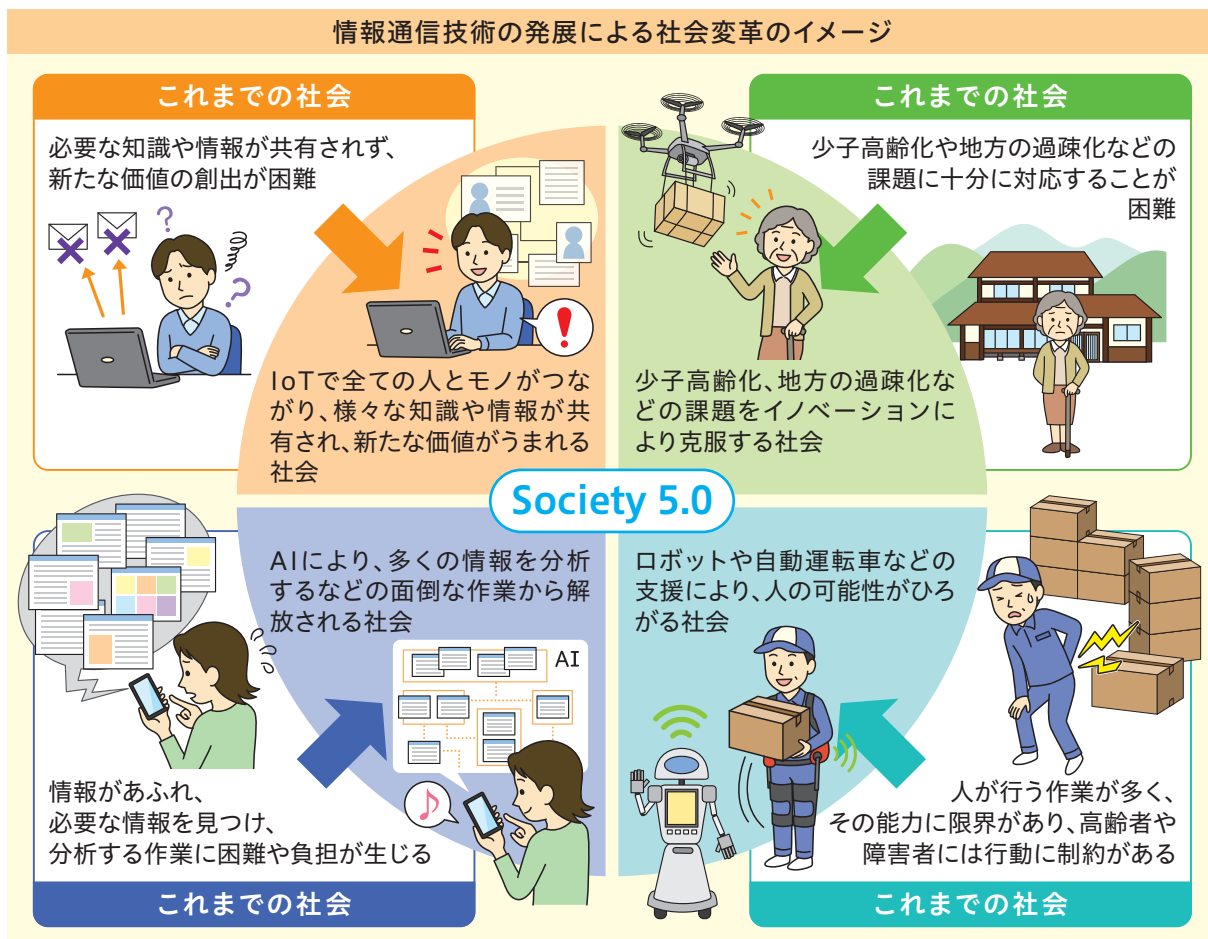 情報通信技術の発展による社会変革のイメージ
これまでの社会
必要な知識や情報が共有されず、
新たな価値の創出が困難
?
?
IoTで全ての人とモノがつな
がり、様々な知識や情報が共
有され、新たな価値がうまれる
社会
これまでの社会
少子高齢化や地方の過疎化などの
課題に十分に対応することが
困難
少子高齢化、地方の過疎化な
どの課題をイノベーションに
より克服する社会
Society 5.0
AIにより、多くの情報を分析
するなどの面倒な作業から解
放される社会
AI
情報があふれ、
必要な情報を見つけ、
分析する作業に困難や負担が生じる
これまでの社会
ロボットや自動運転車などの
支援により、人の可能性がひろ
がる社会
人が行う作業が多く、
その能力に限界があり、高齢者や
障害者には行動に制約がある
これまでの社会